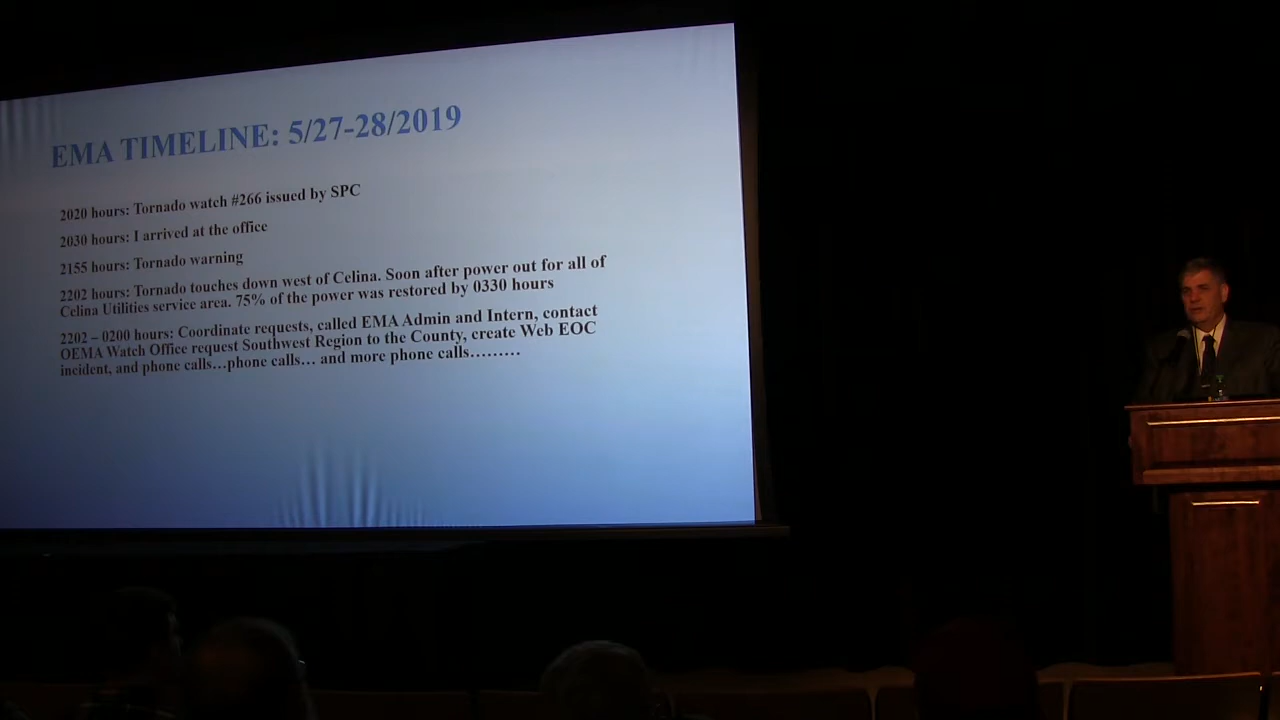 EMA TIMELINE: 5/27-28/2019
2020 hours: Tornado watch #266 issued by SPC
2030 hours: I arrived at the office
2155 hours: Tornado warning
2202 hours: Tornado touches down west of Celina. Soon after power out for all of
Celina Utilities service area. 75% of the power was restored by 0330 hours
2202 – 0200 hours: Coordinate requests, called EMA Admin and Intern, contact
OEMA Watch Office request Southwest Region to the County, create Web EOC
incident, and phone calls…phone calls… and more phone calls………